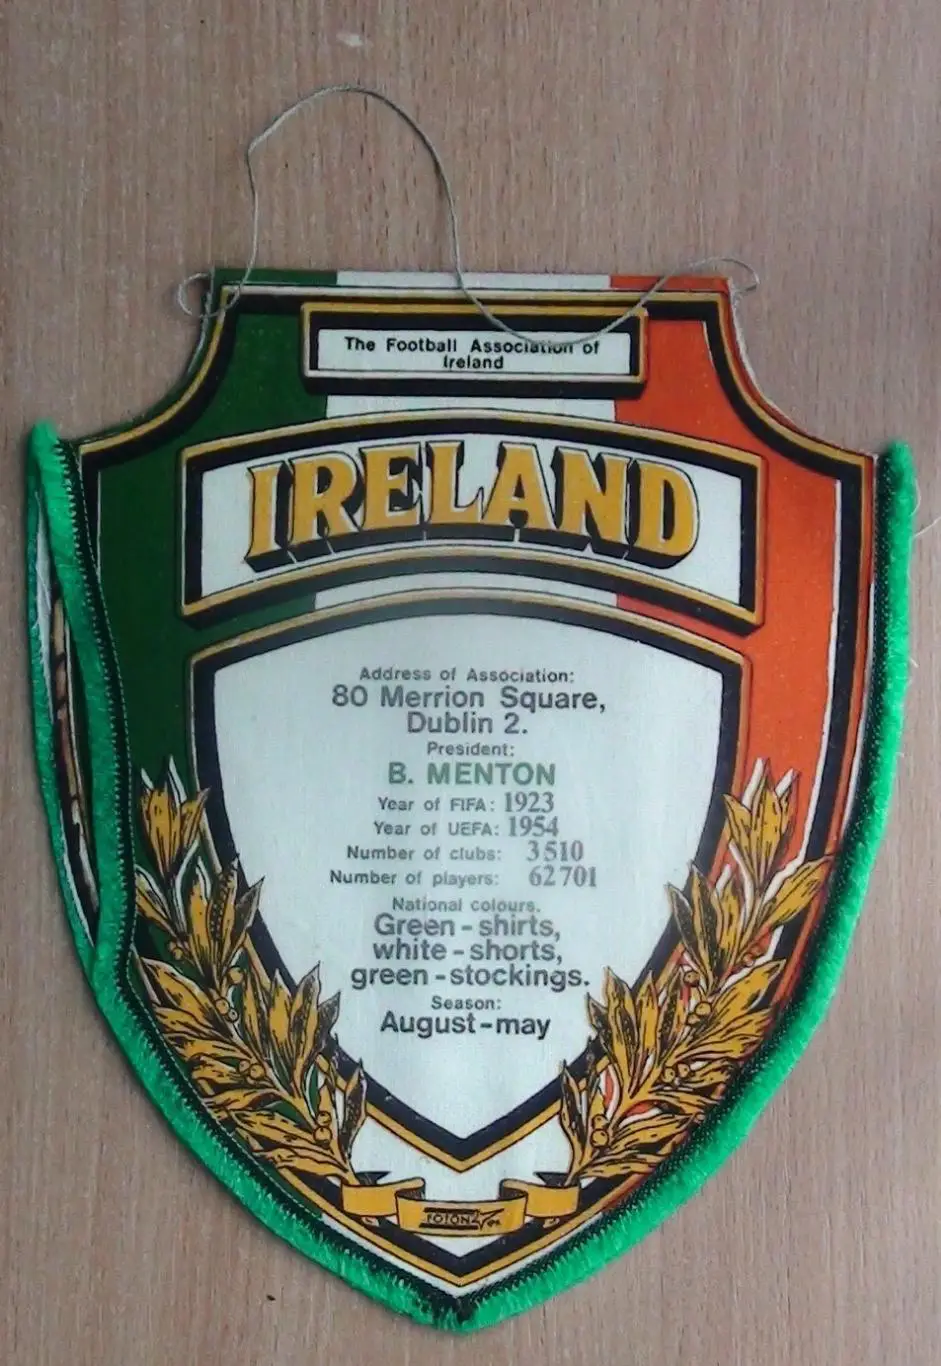 The Football Association of
Ireland
IRELAND
Address of Association:
80 Merrion Square,
Dublin 2.
President:
B. MENTON
Year of FIFA: 1923
Year of UEFA: 1954
Number of clubs: 3510
Number of players: 62701
National colours.
Green-shirts,
white-shorts,
green-stockings.
Season:
August-may